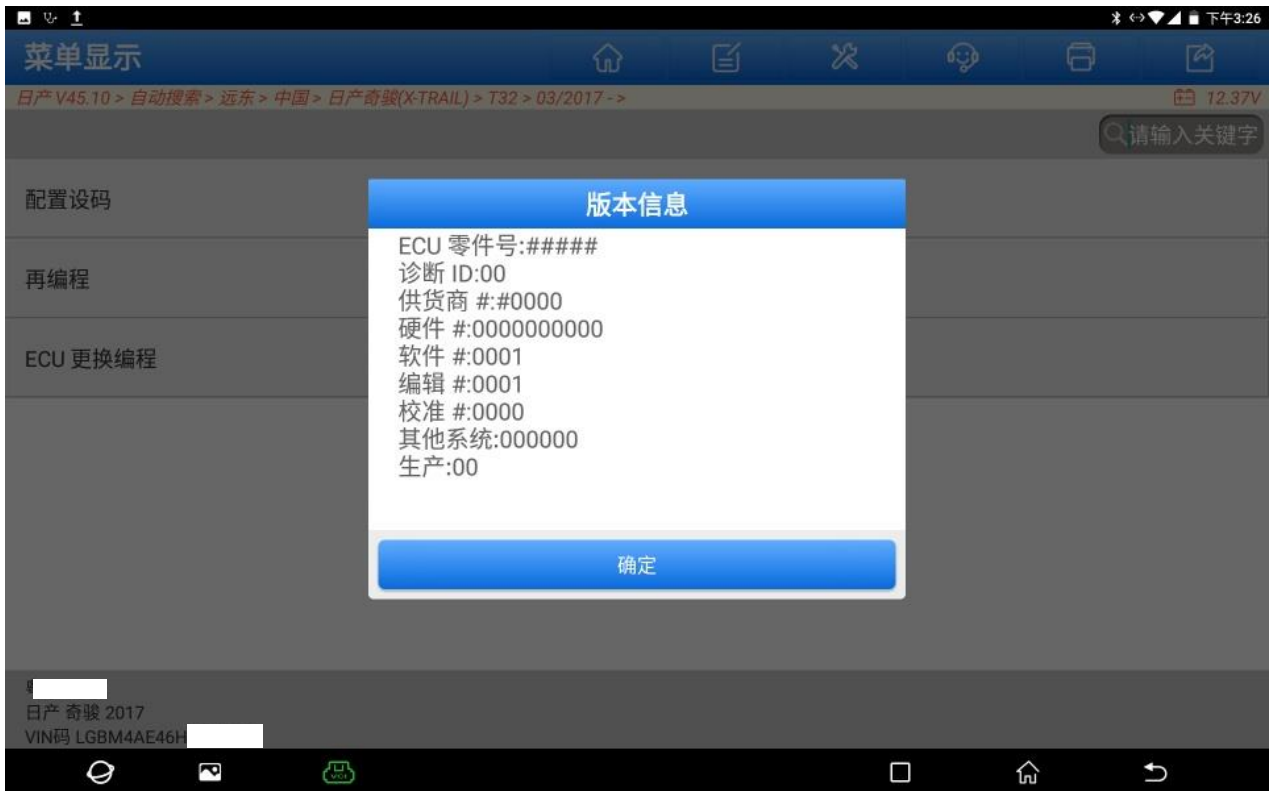 下午3:26
菜单显示
日产 V45.10 > 自动搜索 > 远东 > 中国 > 日产奇骏(X-TRAIL) > T32 > 03/2017 - >
12.37V
请输入关键字
配置设码
再编程
ECU 更换编程
版本信息
ECU 零件号:#####
诊断 ID:00
供货商 #:#0000
硬件 #:0000000000
软件 #:0001
编辑 #:0001
校准 #:0000
其他系统:000000
生产:00
确定
日产 奇骏 2017
VIN码 LGBM4AE46H
VCI